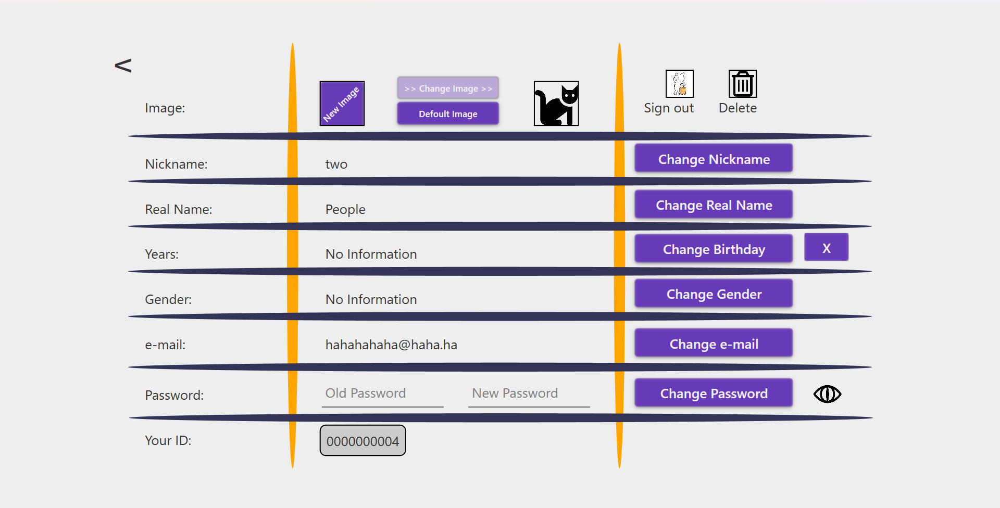 <
Image:
New Image
>> Change Image >>
Defoult Image
Sign out
Delete
Nickname:
two
Change Nickname
Real Name:
People
Change Real Name
Years:
No Information
Change Birthday
X
Gender:
No Information
Change Gender
e-mail:
hahahahaha@haha.ha
Change e-mail
Password:
Old Password
New Password
Change Password
Your ID:
0000000004